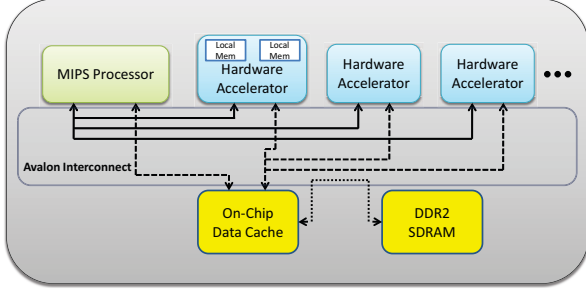 MIPS Processor
Local
Mem
Local
Mem
Hardware
Accelerator
Hardware
Accelerator
Hardware
Accelerator
Avalon Interconnect
On-Chip
Data Cache
DDR2
SDRAM